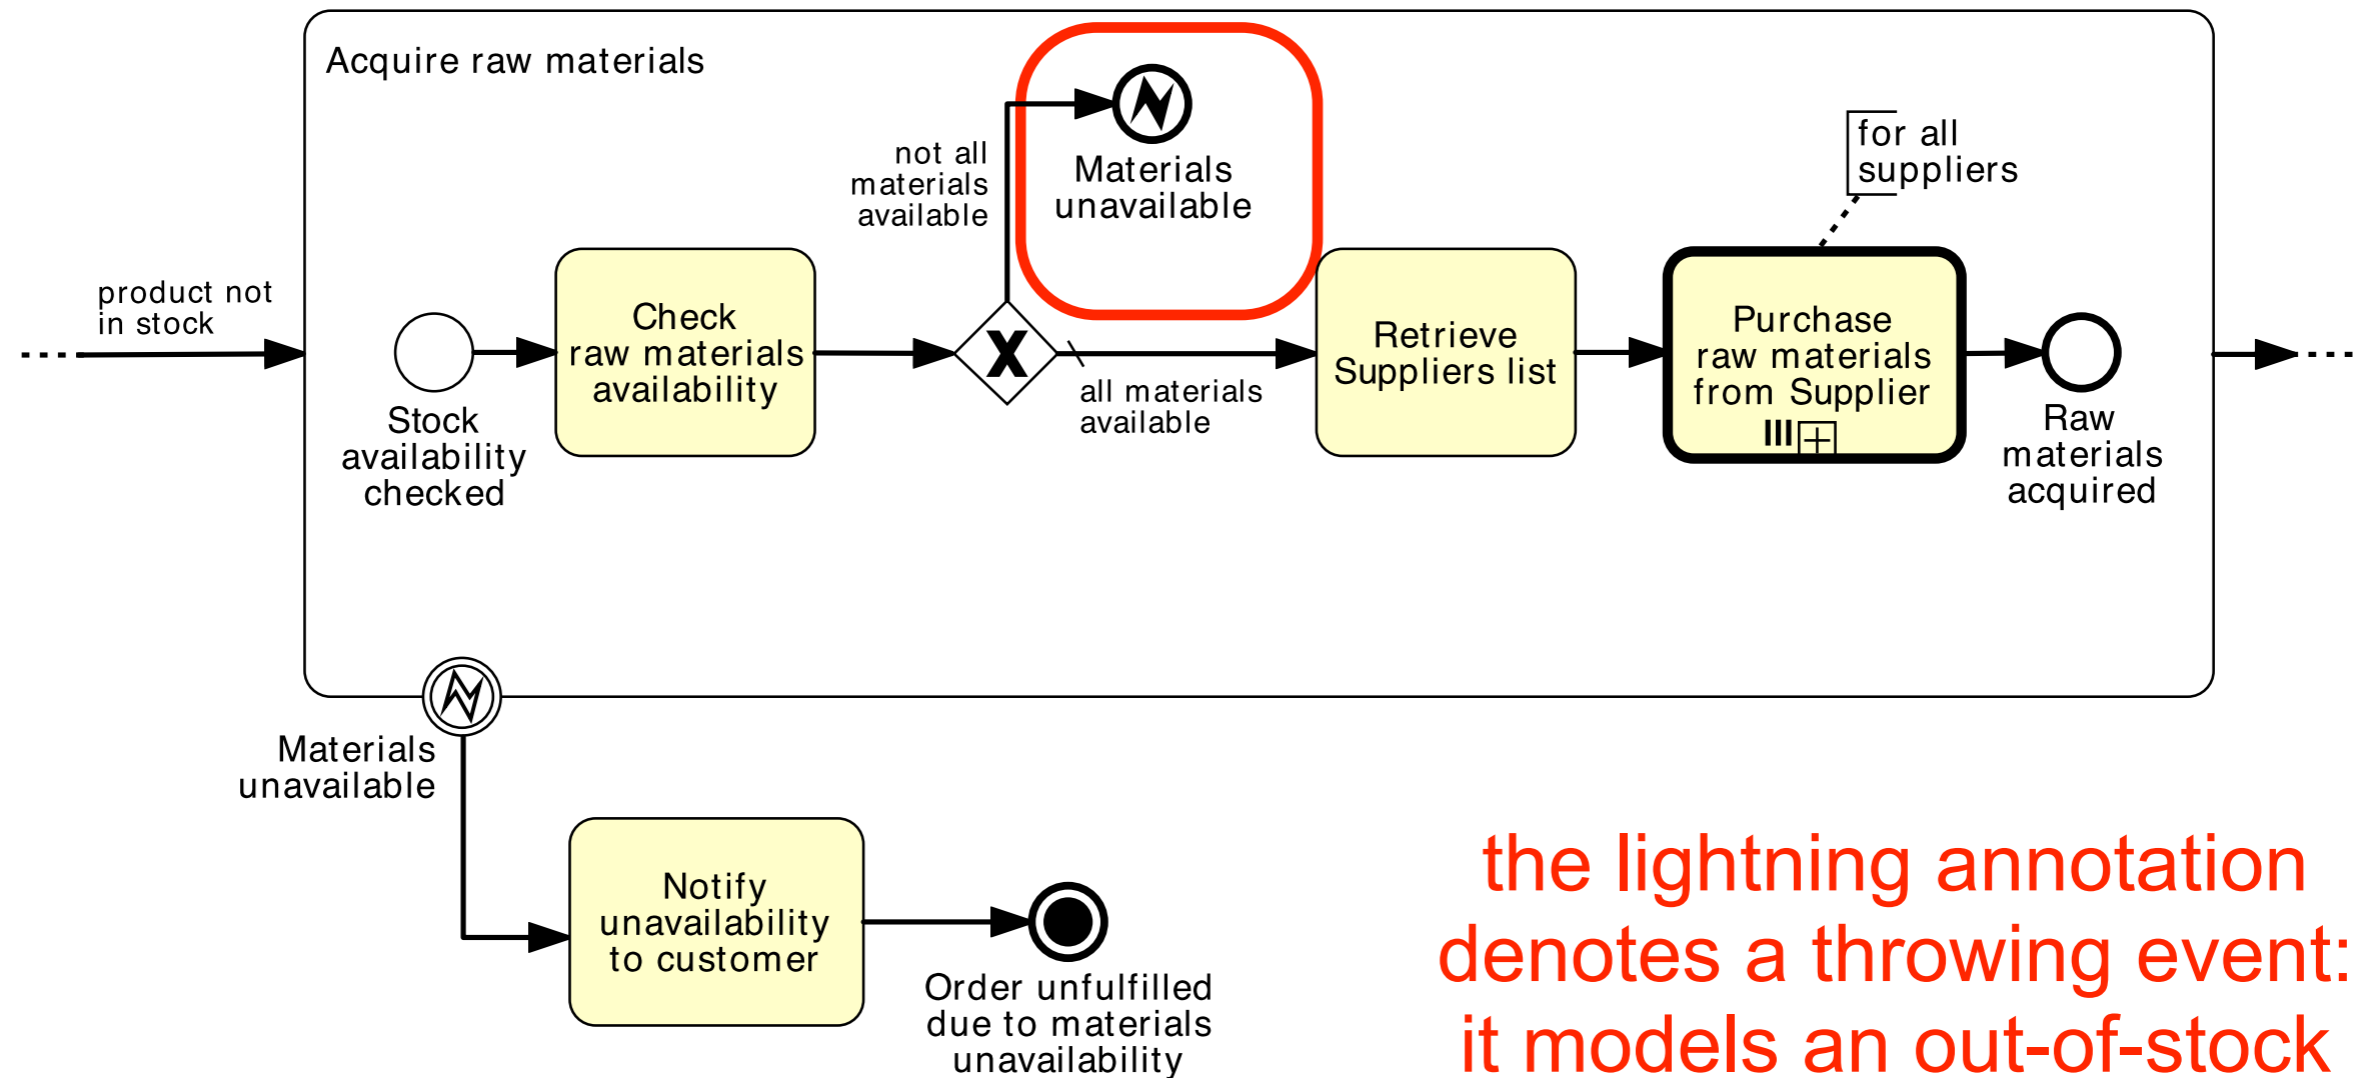 Acquire raw materials
not all
materials
available
Materials
unavailable
for all
suppliers
product not
in stock
Stock
availability
checked
Check
raw materials
availability
X
all materials
available
Retrieve
Suppliers list
Purchase
raw materials
from Supplier
Raw
materials
acquired
Materials
unavailable
Notify
unavailability
to customer
Order unfulfilled
due to materials
unavailability
the lightning annotation
denotes a throwing event:
it models an out-of-stock